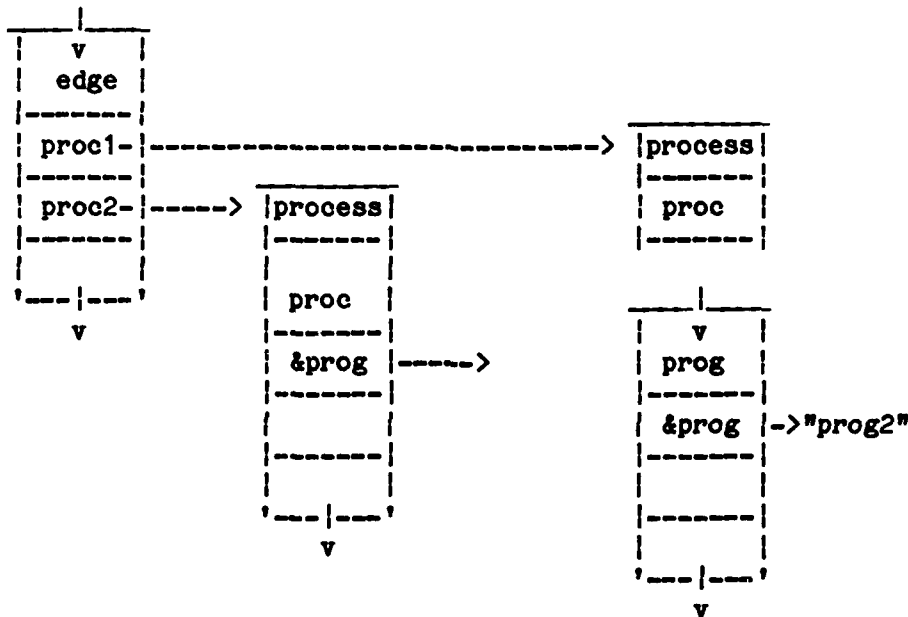 v
edge
proc1- -----------------------> process
proc2- -----> process
proc
proc
v
&prog ----->
v
prog
&prog ->"prog2"
v
v